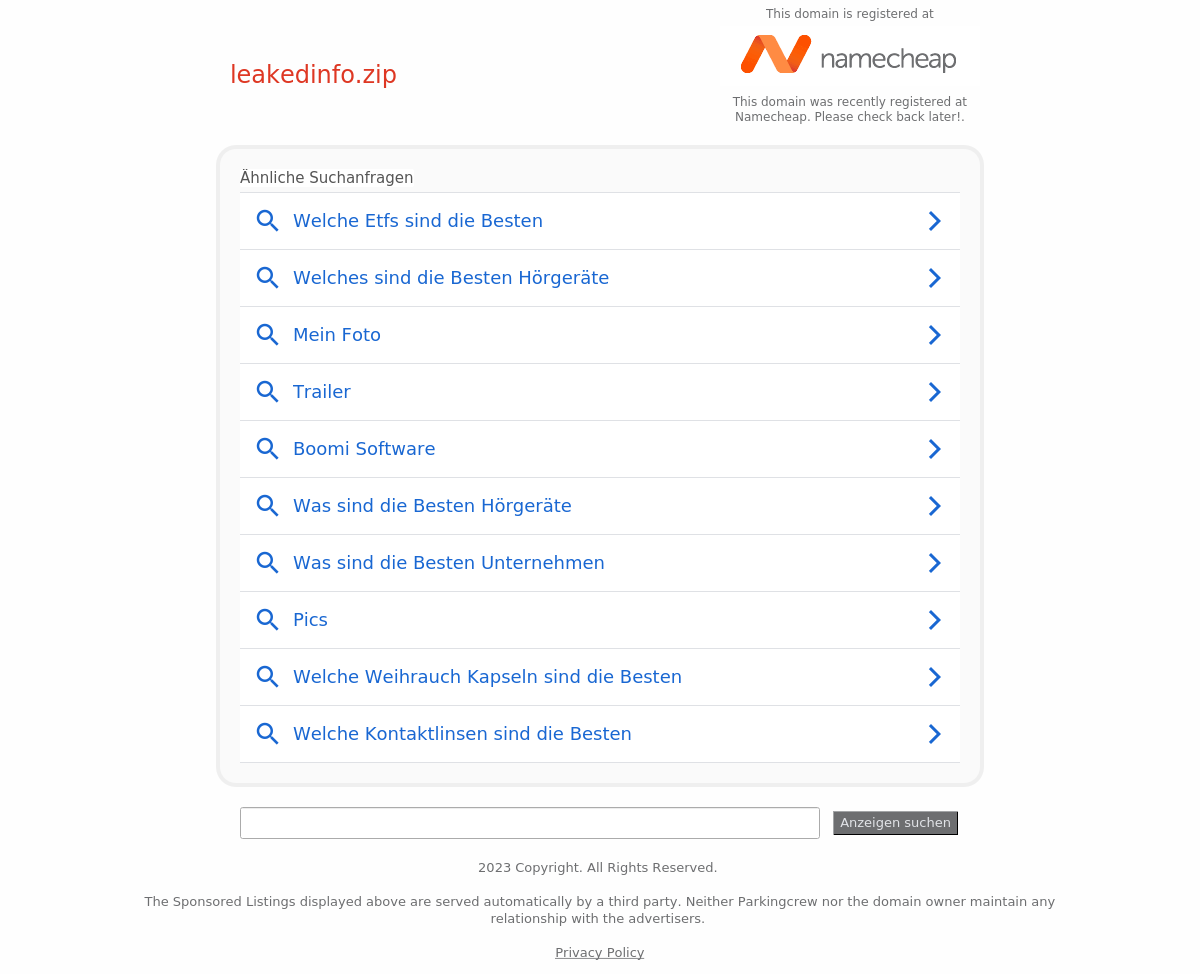 This domain is registered at
namecheap
leakedinfo.zip
This domain was recently registered at
Namecheap. Please check back later!.
Ähnliche Suchanfragen
Welche Etfs sind die Besten
Welches sind die Besten Hörgeräte
Mein Foto
Trailer
Boomi Software
Was sind die Besten Hörgeräte
Was sind die Besten Unternehmen
Pics
Welche Weihrauch Kapseln sind die Besten
Welche Kontaktlinsen sind die Besten
Anzeigen suchen
2023 Copyright. All Rights Reserved.
The Sponsored Listings displayed above are served automatically by a third party. Neither Parkingcrew nor the domain owner maintain any
relationship with the advertisers.
Privacy Policy